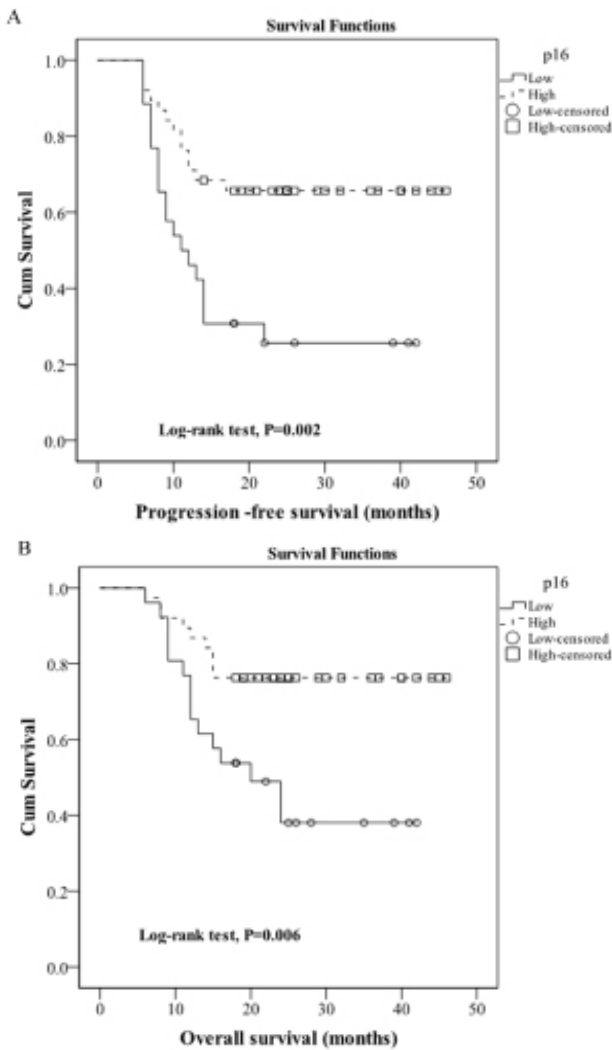 A
Survival Functions
p16
Low
High
Low-censored
High-censored
1.0
0.8
0.6
0.4
0.2
0.0
Cum Survival
Log-rank test, P=0.002
0 10 20 30 40 50
Progression -free survival (months)
B
Survival Functions
p16
Low
High
Low-censored
High-censored
1.0
0.8
0.6
0.4
0.2
0.0
Cum Survival
Log-rank test, P=0.006
0 10 20 30 40 50
Overall survival (months)